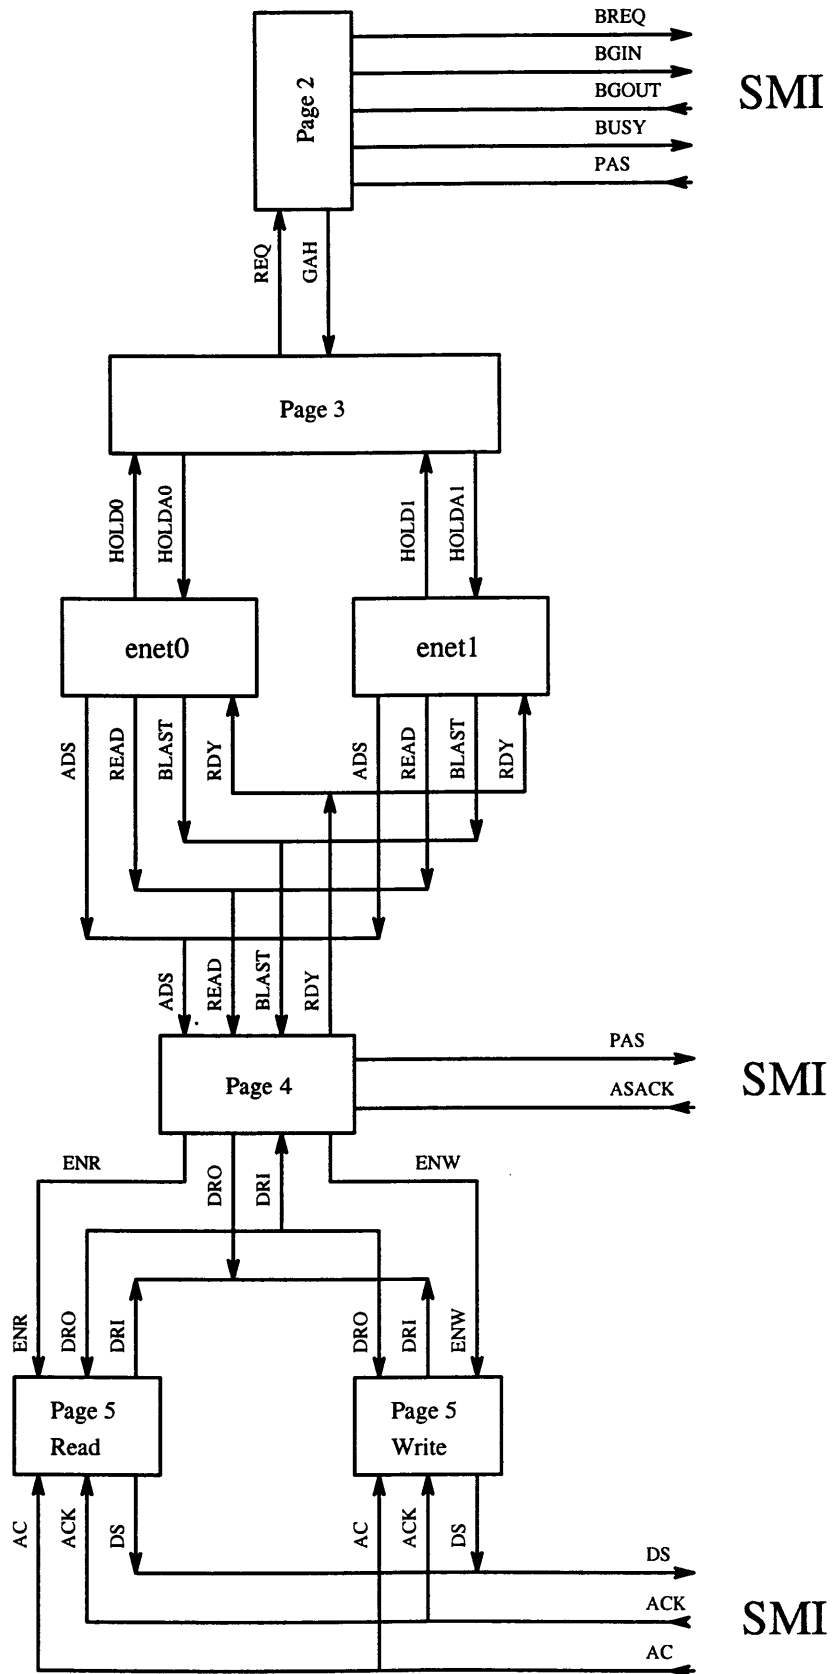 BREQ
BGIN
BGOUT
BUSY
PAS
SMI
Page 2
REQ
GAH
Page 3
HOLD0
HOLDA0
HOLD1
HOLDA1
enet0
enet1
ADS
READ
BLAST
RDY
ADS
READ
BLAST
RDY
ADS
READ
BLAST
RDY
Page 4
PAS
ASACK
SMI
ENR
DRO
DRI
ENW
ENR
DRO
DRI
DRO
DRI
ENW
Page 5
Read
Page 5
Write
AC
ACK
DS
AC
ACK
DS
DS
ACK
AC
SMI